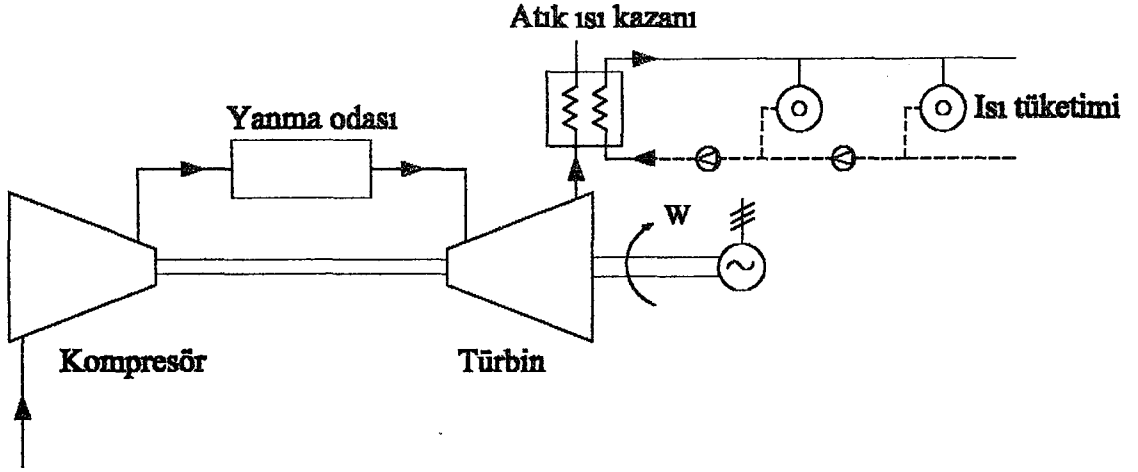 Atık ısı kazanı
Yanma odası
Isı tüketimi
W
Kompresör
Türbin